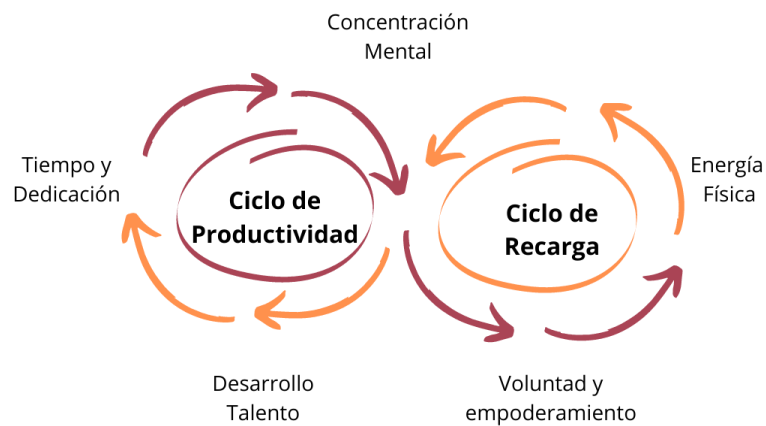 Concentración
Mental
Tiempo y
Dedicación
Ciclo de
Productividad
Ciclo de
Recarga
Energía
Física
Desarrollo
Talento
Voluntad y
empoderamiento